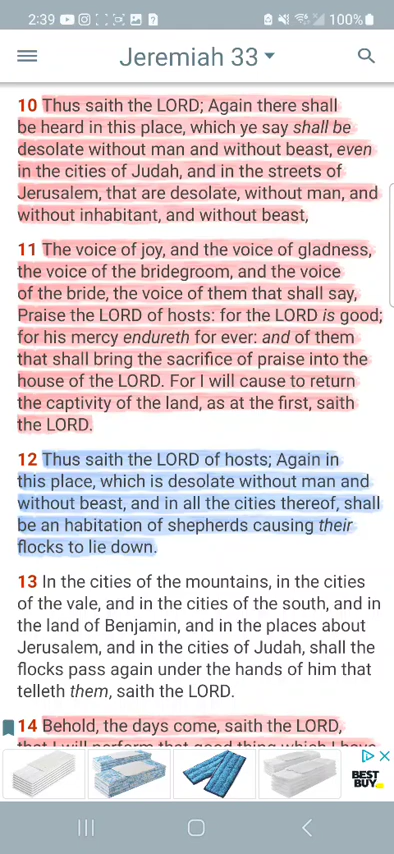 2:39 100%
Jeremiah 33
10 Thus saith the LORD; Again there shall
be heard in this place, which ye say shall be
desolate without man and without beast, even
in the cities of Judah, and in the streets of
Jerusalem, that are desolate, without man, and
without inhabitant, and without beast,
11 The voice of joy, and the voice of gladness,
the voice of the bridegroom, and the voice
of the bride, the voice of them that shall say,
Praise the LORD of hosts: for the LORD is good;
for his mercy endureth for ever: and of them
that shall bring the sacrifice of praise into the
house of the LORD. For I will cause to return
the captivity of the land, as at the first, saith
the LORD.
12 Thus saith the LORD of hosts; Again in
this place, which is desolate without man and
without beast, and in all the cities thereof, shall
be an habitation of shepherds causing their
flocks to lie down.
13 In the cities of the mountains, in the cities
of the vale, and in the cities of the south, and in
the land of Benjamin, and in the places about
Jerusalem, and in the cities of Judah, shall the
flocks pass again under the hands of him that
telleth them, saith the LORD.
14 Behold, the days come, saith the LORD,
that I will perform that good thing which I have
BEST
BUY